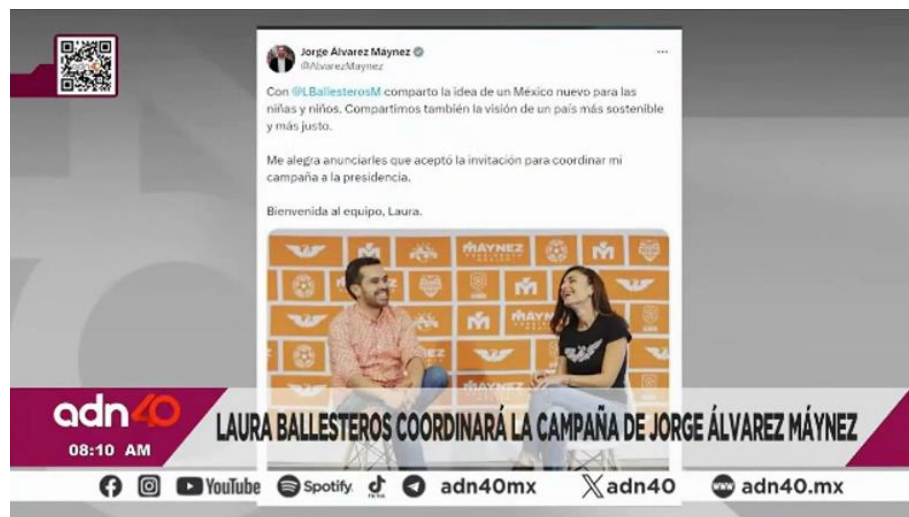 Jorge Álvarez Máynez
@AlvarezMaynez
Con @LBallesterosM comparto la idea de un México nuevo para las
niñas y niños. Compartimos también la visión de un país más sostenible
y más justo.
Me alegra anunciarles que aceptó la invitación para coordinar mi
campaña a la presidencia.
Bienvenida al equipo, Laura.
MÁYNEZ
adn40
08:10 AM
LAURA BALLESTEROS COORDINARÁ LA CAMPAÑA DE JORGE ÁLVAREZ MÁYNEZ
YouTube Spotify adn40mx adn40 adn40.mx